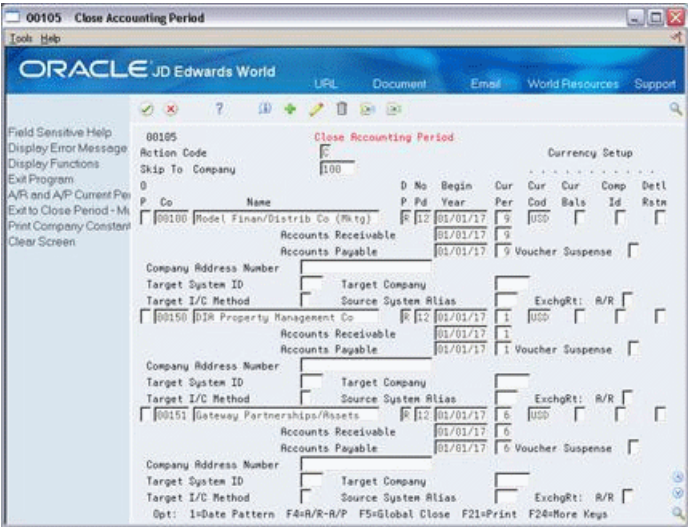 00105 Close Accounting Period
Tools Help
ORACLE JD Edwards World
URL Document Email World Resources Support
Field Sensitive Help
Display Error Message
Display Functions
Exit Program
A/R and A/P Current Per
Exit to Close Period - Mu
Print Company Constant
Clear Screen
00105 Close Accounting Period
Action Code C Currency Setup
Skip To Company 100 . . . . . . . . . . .
O D No Begin Cur Cur Cur Comp Detl
P Co Name P Pd Year Per Cod Bals Id Rstm
00100 Model Finan/Distrib Co (Mktg) R 12 01/01/17 9 USD
Accounts Receivable 01/01/17 9
Accounts Payable 01/01/17 9 Voucher Suspense
Company Address Number
Target System ID Target Company
Target I/C Method Source System Alias ExchgRt: A/R
00150 DIR Property Management Co R 12 01/01/17 1 USD
Accounts Receivable 01/01/17 1
Accounts Payable 01/01/17 1 Voucher Suspense
Company Address Number
Target System ID Target Company
Target I/C Method Source System Alias ExchgRt: A/R
00151 Gateway Partnerships/Assets R 12 01/01/17 6 USD
Accounts Receivable 01/01/17 6
Accounts Payable 01/01/17 6 Voucher Suspense
Company Address Number
Target System ID Target Company
Target I/C Method Source System Alias ExchgRt: A/R
Opt: 1=Date Pattern F4=A/R-A/P F5=Global Close F21=Print F24=More Keys